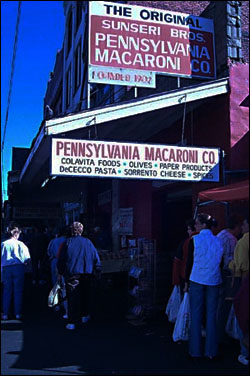 THE ORIGINAL
SUNSERI BROS.
PENNSYLVANIA
MACARONI CO.
FOUNDED 1902
PENNSYLVANIA MACARONI CO.
COLAVITA FOODS • OLIVES • PAPER PRODUCTS
DeCECCO PASTA • SORRENTO CHEESE • SPICES